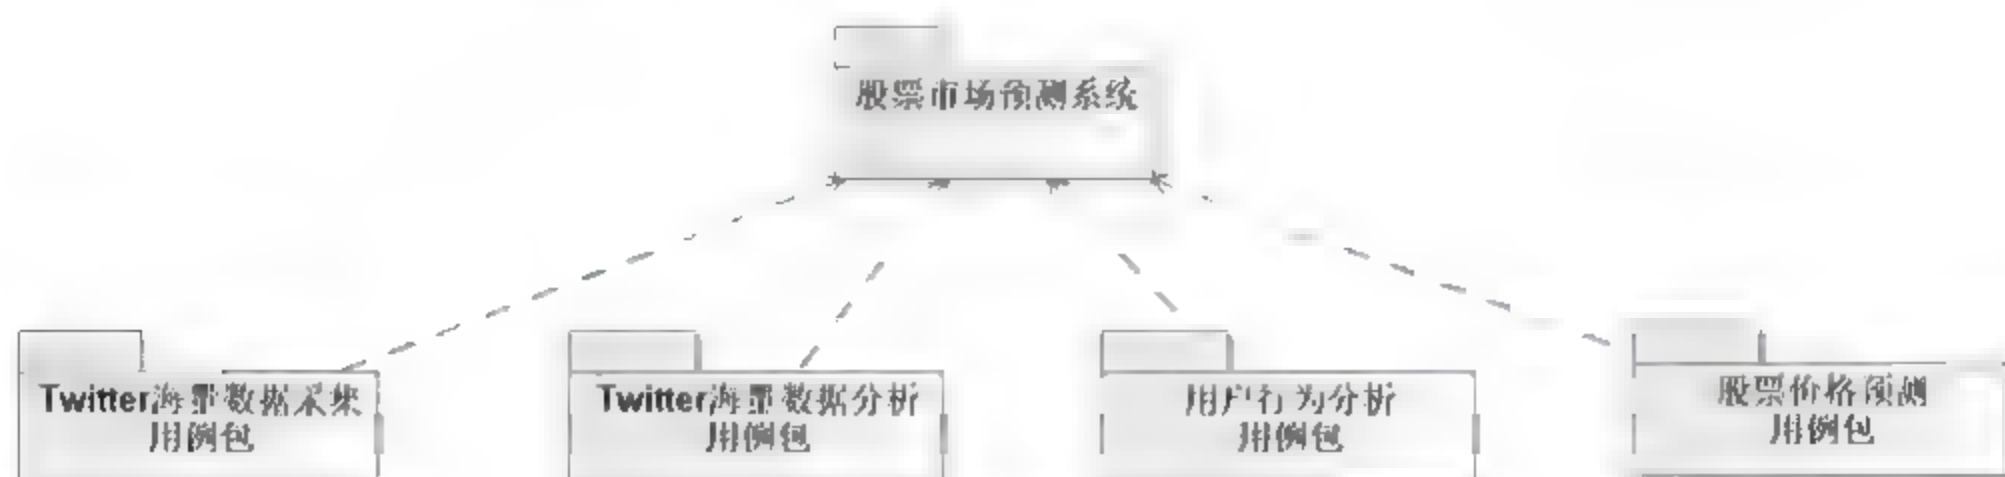 股票市场预测系统
Twitter海量数据采集
用例包
Twitter海量数据分析
用例包
用户行为分析
用例包
股票价格预测
用例包